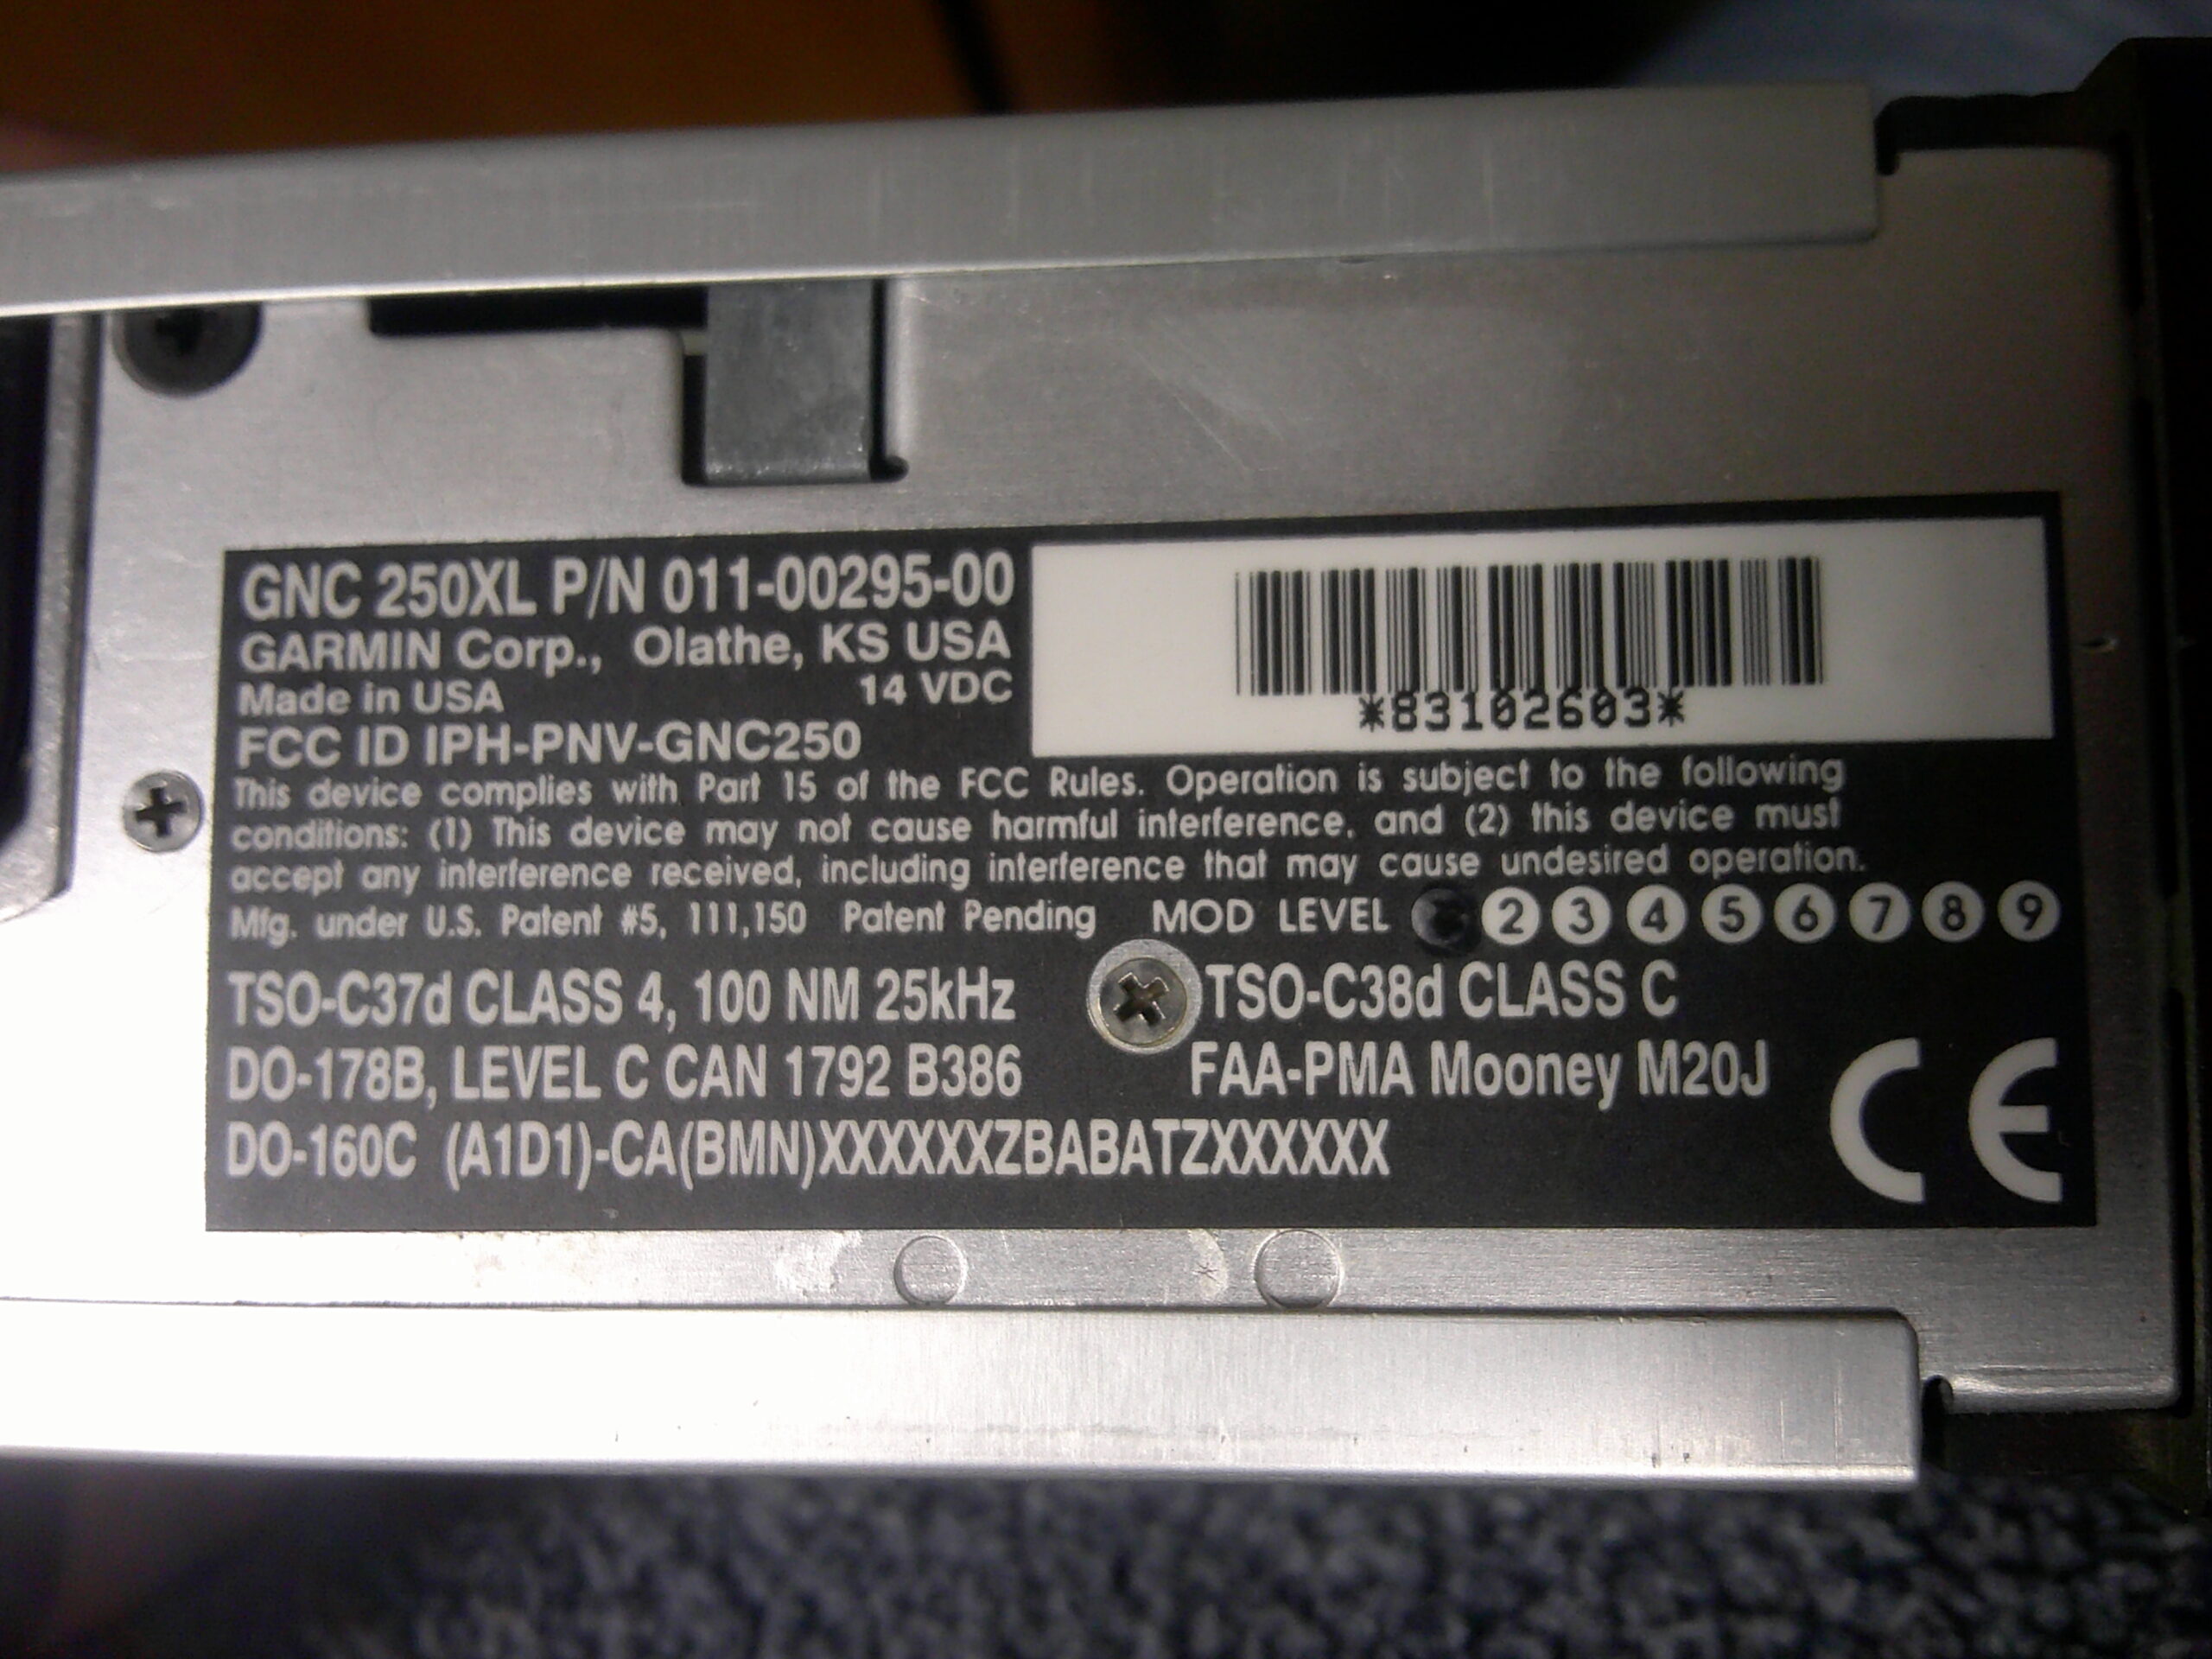 GNC 250XL P/N 011-00295-00
GARMIN Corp., Olathe, KS USA
Made in USA 14 VDC
FCC ID IPH-PNV-GNC250
*83102603*
This device complies with Part 15 of the FCC Rules. Operation is subject to the following
conditions: (1) This device may not cause harmful interference, and (2) this device must
accept any interference received, including interference that may cause undesired operation.
Mfg. under U.S. Patent #5, 111,150 Patent Pending MOD LEVEL 2 3 4 5 6 7 8 9
TSO-C37d CLASS 4, 100 NM 25kHz TSO-C38d CLASS C
DO-178B, LEVEL C CAN 1792 B386 FAA-PMA Mooney M20J
DO-160C (A1D1)-CA(BMN)XXXXXXZBABATZXXXXXX
CE